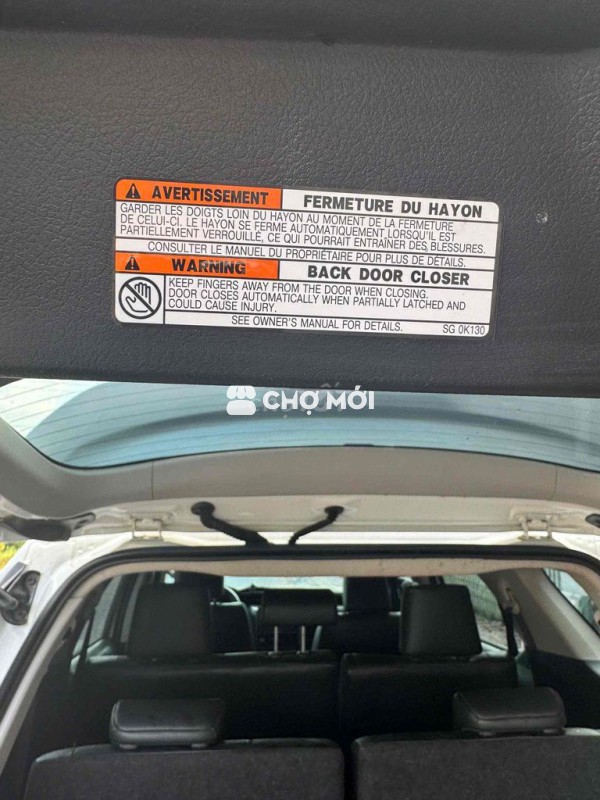 AVERTISSEMENT FERMETURE DU HAYON
GARDER LES DOIGTS LOIN DU HAYON AU MOMENT DE LA FERMETURE
DE CELUI-CI. LE HAYON SE FERME AUTOMATIQUEMENT LORSQU'IL EST
PARTIELLEMENT VERROUILLÉ, CE QUI POURRAIT ENTRAÎNER DES BLESSURES.
CONSULTER LE MANUEL DU PROPRIÉTAIRE POUR PLUS DE DÉTAILS.
WARNING BACK DOOR CLOSER
KEEP FINGERS AWAY FROM THE DOOR WHEN CLOSING.
DOOR CLOSES AUTOMATICALLY WHEN PARTIALLY LATCHED AND
COULD CAUSE INJURY.
SEE OWNER'S MANUAL FOR DETAILS. SG 0K130
CHỢ MỚI